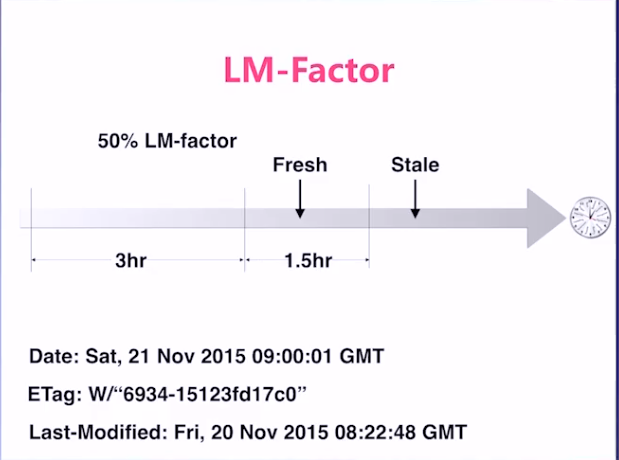 LM-Factor
50% LM-factor
Fresh
Stale
3hr
1.5hr
Date: Sat, 21 Nov 2015 09:00:01 GMT
ETag: W/“6934-15123fd17c0”
Last-Modified: Fri, 20 Nov 2015 08:22:48 GMT